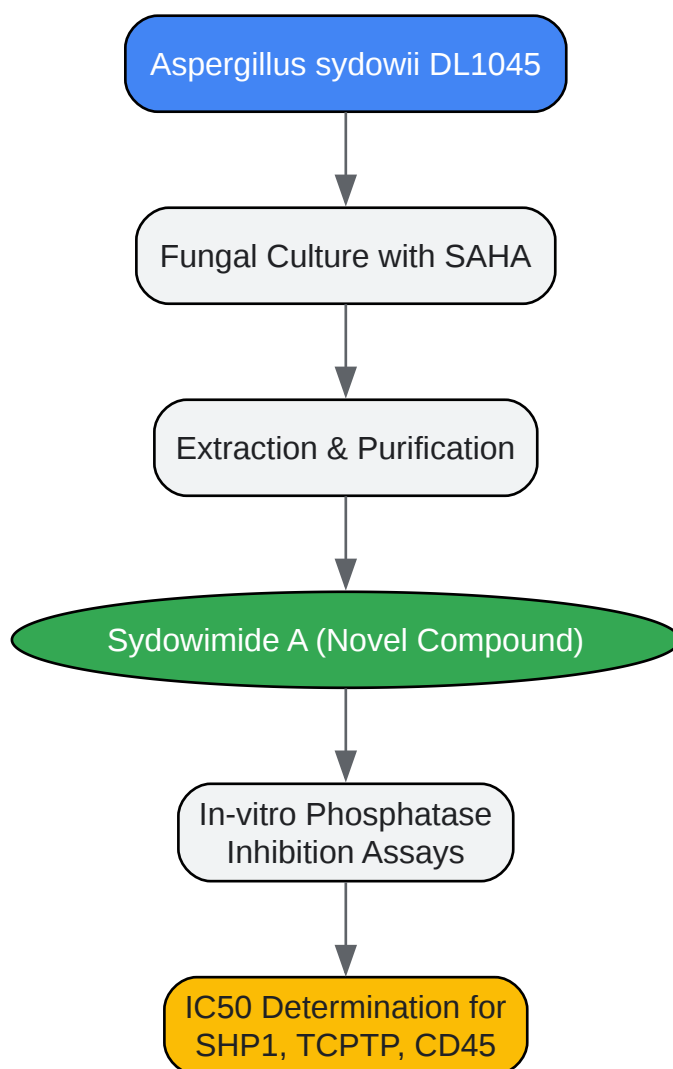 Aspergillus sydowii DL1045
Fungal Culture with SAHA
Extraction & Purification
Sydowimide A (Novel Compound)
In-vitro Phosphatase
Inhibition Assays
IC50 Determination for
SHP1, TCPTP, CD45